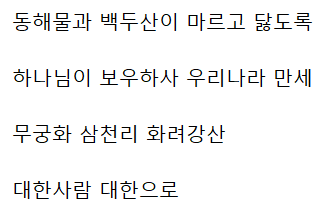 동해물과 백두산이 마르고 닳도록
하나님이 보우하사 우리나라 만세
무궁화 삼천리 화려강산
대한사람 대한으로